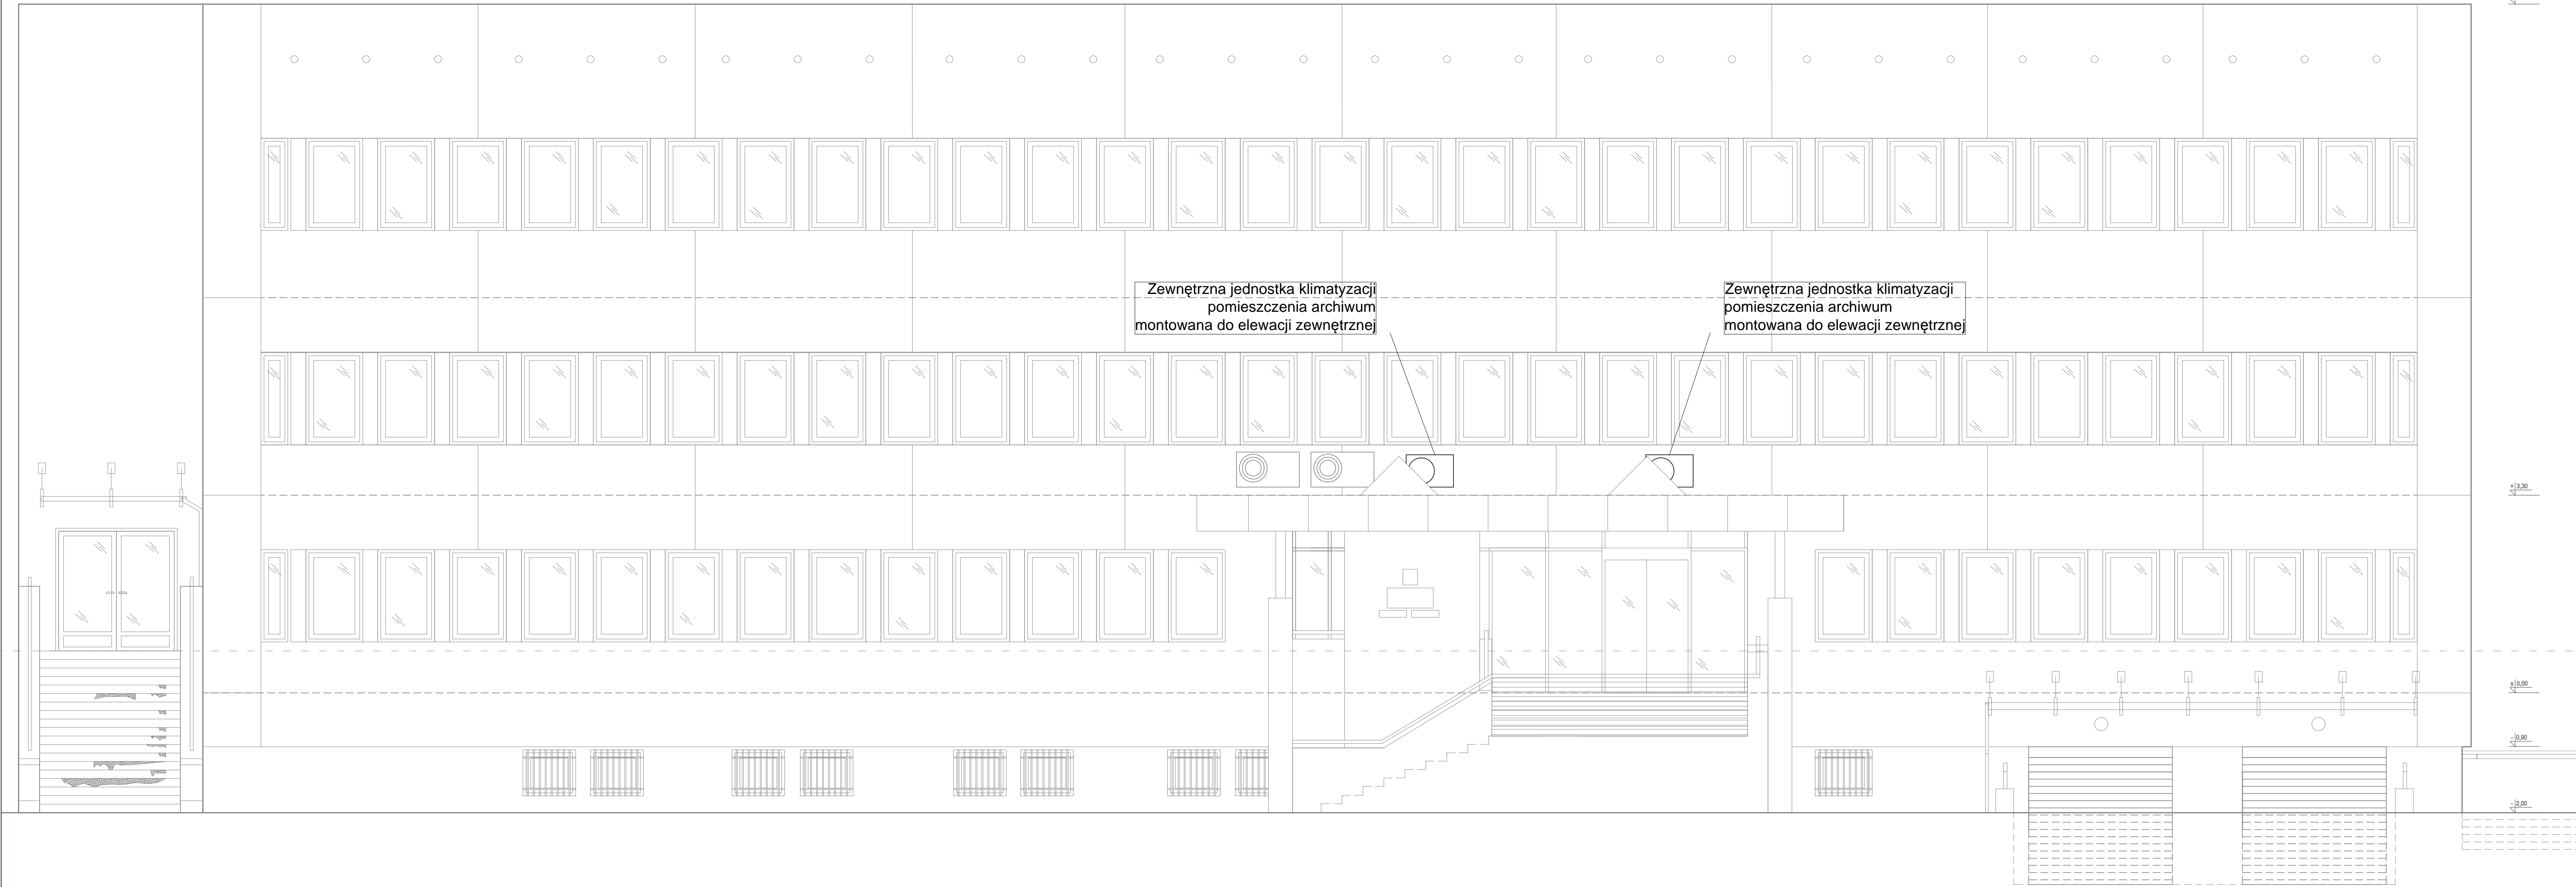 Zewnętrzna jednostka klimatyzacji
pomieszczenia archiwum
montowana do elewacji zewnętrznej
Zewnętrzna jednostka klimatyzacji
pomieszczenia archiwum
montowana do elewacji zewnętrznej
+ 3,30
± 0,00
- 0,90
- 2,00